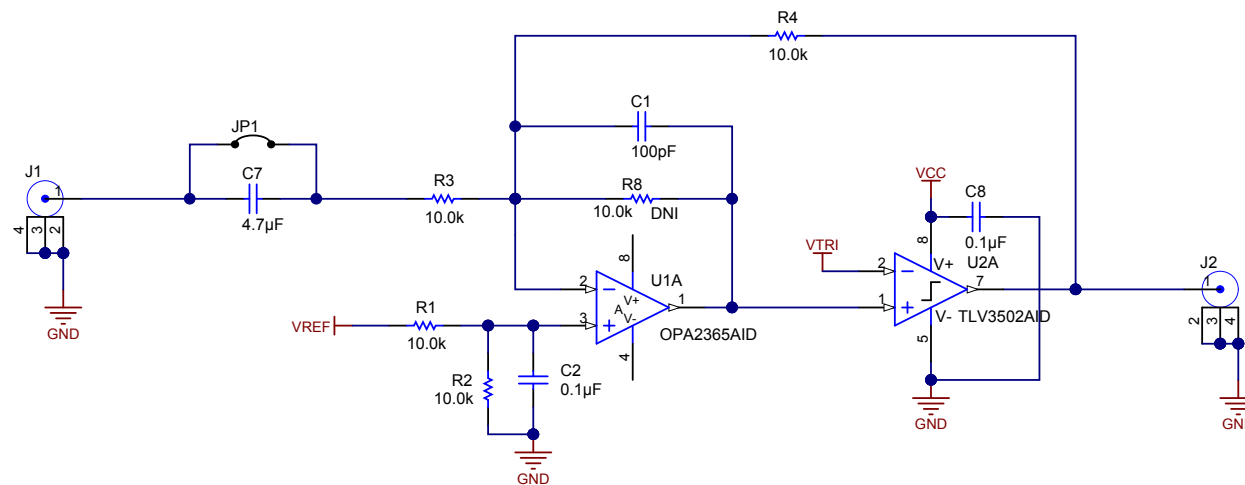 R4
10.0k
C1
100pF
JP1
J1
1
C7
4.7µF
R3
10.0k
R8
10.0k
DNI
VCC
C8
0.1µF
4
3
2
GND
VTRI
2
8
V+
U2A
7
1
V-
TLV3502AID
5
GND
J2
1
2
3
4
GN
8
U1A
2
V+
A
V-
1
3
OPA2365AID
4
VREF
R1
10.0k
R2
10.0k
C2
0.1µF
GND